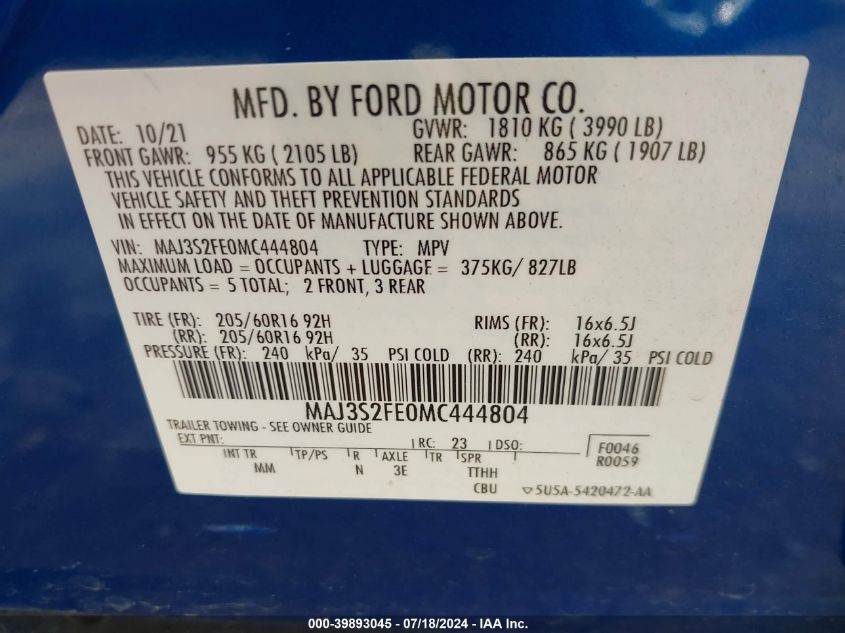 MFD. BY FORD MOTOR CO.
DATE: 10/21 GVWR: 1810 KG ( 3990 LB)
FRONT GAWR: 955 KG ( 2105 LB) REAR GAWR: 865 KG ( 1907 LB)
THIS VEHICLE CONFORMS TO ALL APPLICABLE FEDERAL MOTOR
VEHICLE SAFETY AND THEFT PREVENTION STANDARDS
IN EFFECT ON THE DATE OF MANUFACTURE SHOWN ABOVE.
VIN: MAJ3S2FE0MC444804 TYPE: MPV
MAXIMUM LOAD = OCCUPANTS + LUGGAGE = 375KG/ 827LB
OCCUPANTS = 5 TOTAL; 2 FRONT, 3 REAR
TIRE (FR): 205/60R16 92H RIMS (FR): 16x6.5J
(RR): 205/60R16 92H (RR): 16x6.5J
PRESSURE (FR): 240 kPa/ 35 PSI COLD (RR): 240 kPa/ 35 PSI COLD
MAJ3S2FE0MC444804
TRAILER TOWING - SEE OWNER GUIDE
EXT PNT: RC: 23 DSO: F0046
R0059
INT TR TP/PS R AXLE TR SPR
MM N 3E TTHH
CBU ▽5U5A-5420472-AA
000-39893045 - 07/18/2024 - IAA Inc.